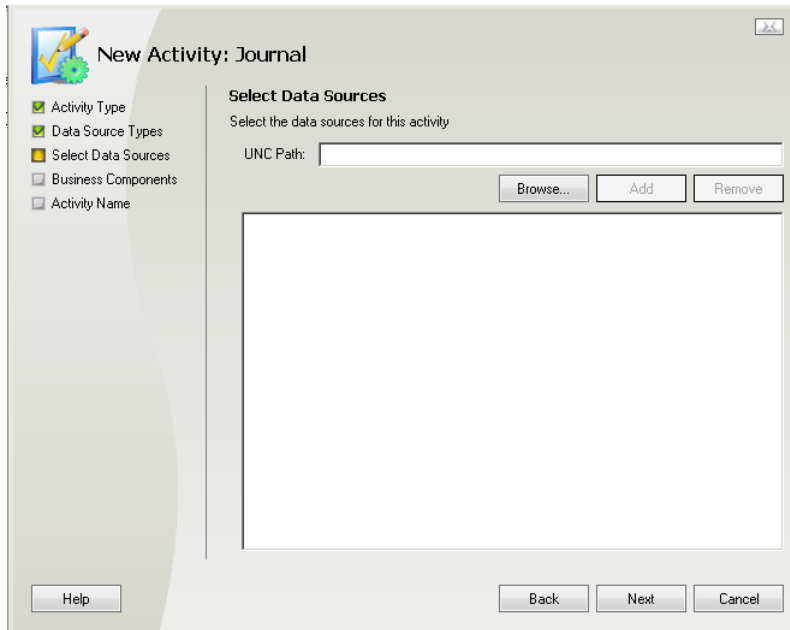 New Activity: Journal
Activity Type
Data Source Types
Select Data Sources
Business Components
Activity Name
Select Data Sources
Select the data sources for this activity
UNC Path:
Browse...
Add
Remove
Help
Back
Next
Cancel